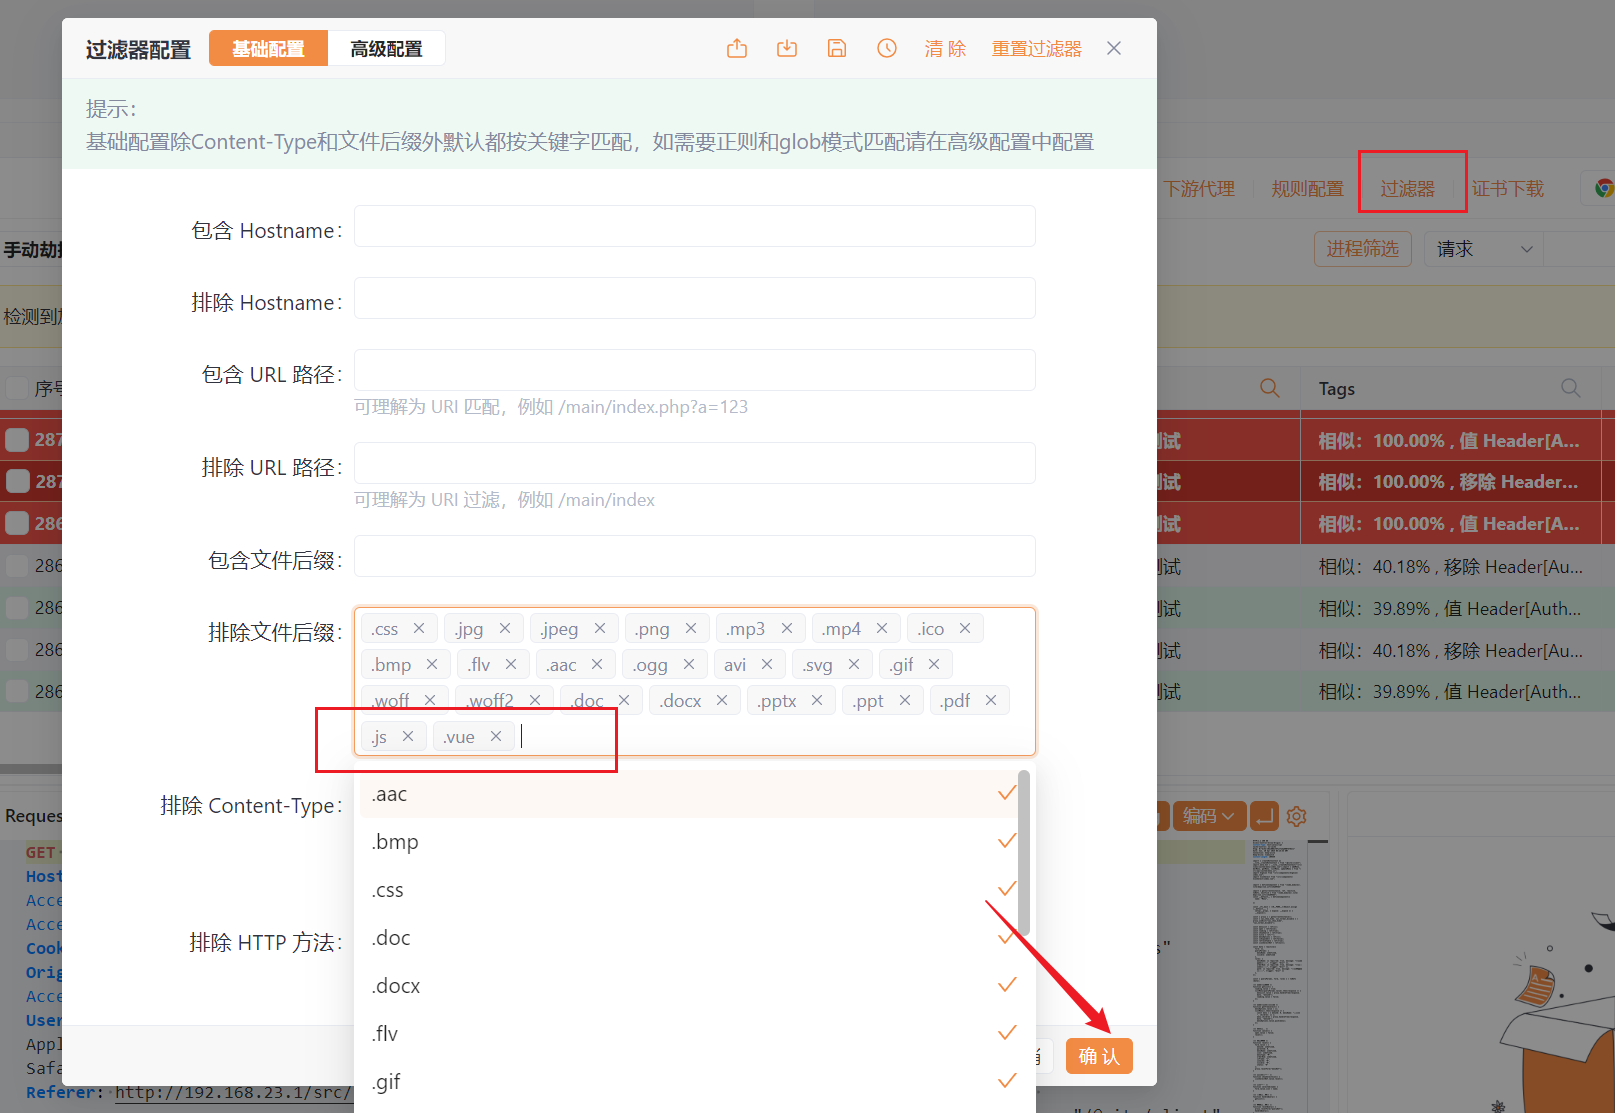 过滤器配置 基础配置 高级配置 清 除 重置过滤器
提示：
基础配置除Content-Type和文件后缀外默认都按关键字匹配，如需要正则和glob模式匹配请在高级配置中配置
下游代理 规则配置 过滤器 证书下载
包含 Hostname：
手动劫
进程筛选 请求
排除 Hostname：
检测到
包含 URL 路径：
可理解为 URI 匹配，例如 /main/index.php?a=123
序号 Tags
287 试 相似：100.00% , 值 Header[A...
排除 URL 路径：
287 试 相似：100.00% , 移除 Header...
可理解为 URI 过滤，例如 /main/index
286 试 相似：100.00% , 值 Header[A...
包含文件后缀：
286 试 相似：40.18% , 移除 Header[Au...
286 试 相似：39.89% , 值 Header[Auth...
排除文件后缀：
.css .jpg .jpeg .png .mp3 .mp4 .ico
.bmp .flv .aac .ogg avi .svg .gif
286 试 相似：40.18% , 移除 Header[Au...
286 试 相似：39.89% , 值 Header[Auth...
.woff .woff2 .doc .docx .pptx .ppt .pdf
.js .vue
排除 Content-Type：
.aac
.bmp
.css
.doc
.docx
.flv
.gif
排除 HTTP 方法：
确 认
Reques
编码
GET
Host
Acce
Acce
Cook
Orig
Acce
User
Appl
Safa
Referer: http://192.168.23.1/src/
s"